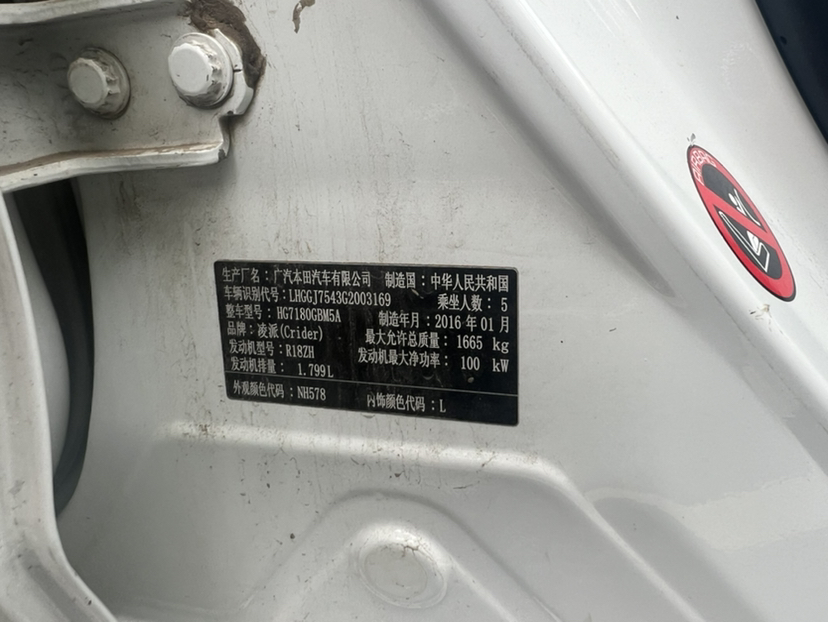 生产厂名：广汽本田汽车有限公司 制造国：中华人民共和国
车辆识别代号：LHGGJ7543G2003169 乘坐人数：5
整车型号：HG7180GBM5A 制造年月：2016年01月
品牌：凌派(Crider) 最大允许总质量：1665 kg
发动机型号：R18ZH 发动机最大净功率：100 kW
发动机排量：1.799L
外观颜色代码：NH578 内饰颜色代码：L